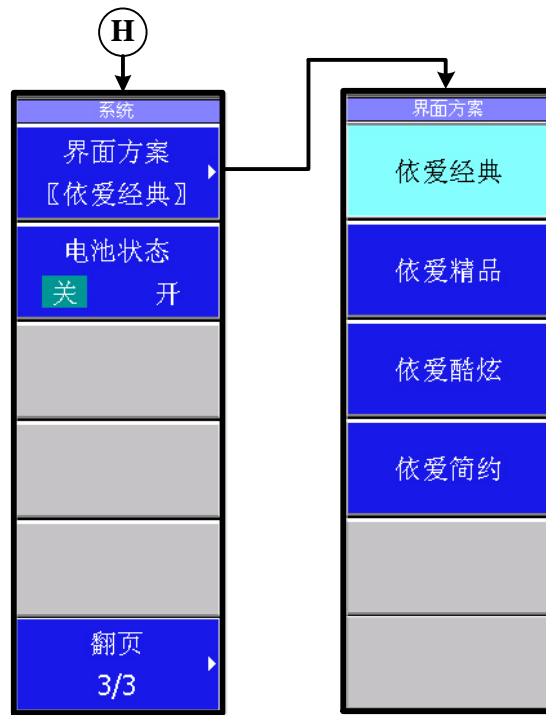 H
系统
界面方案
〖依爱经典〗
电池状态
关 开
翻页
3/3
界面方案
依爱经典
依爱精品
依爱酷炫
依爱简约